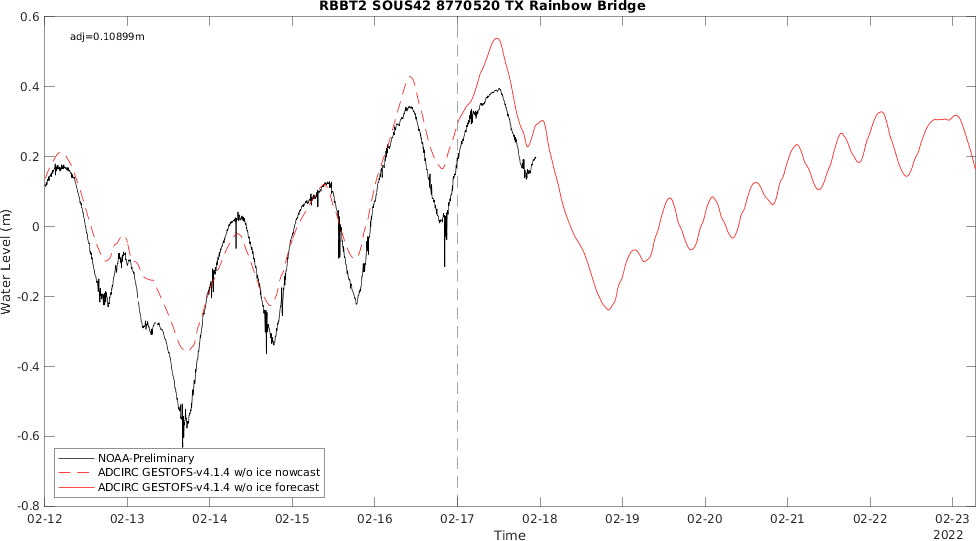 RBBT2 SOUS42 8770520 TX Rainbow Bridge
adj=0.10899m
0.6
0.4
0.2
0
-0.2
-0.4
-0.6
-0.8
Water Level (m)
NOAA-Preliminary
ADCIRC GESTOFS-v4.1.4 w/o ice nowcast
ADCIRC GESTOFS-v4.1.4 w/o ice forecast
02-12 02-13 02-14 02-15 02-16 02-17 02-18 02-19 02-20 02-21 02-22 02-23
Time
2022